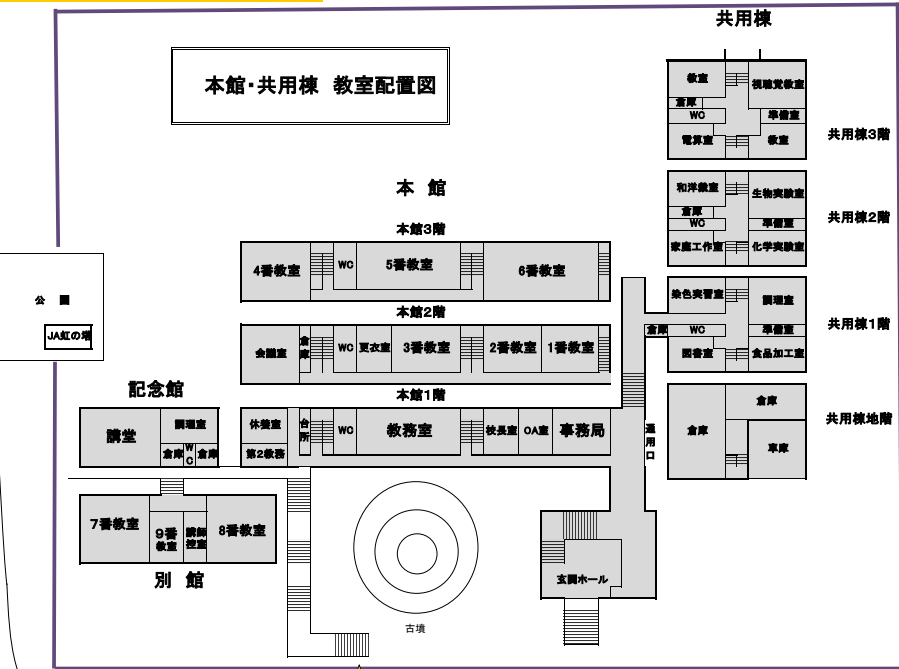 共用棟
本館・共用棟 教室配置図
教室
視聴覚教室
倉庫
WC
準備室
電算室
教室
共用棟3階
本 館
和洋裁室
生物実験室
倉庫
WC
準備室
家庭工作室
化学実験室
共用棟2階
本館3階
4番教室
WC
5番教室
6番教室
公 園
JA虹の塔
染色実習室
調理室
倉庫
WC
準備室
図書室
食品加工室
共用棟1階
本館2階
会議室
倉庫
WC
更衣室
3番教室
2番教室
1番教室
記念館
本館1階
講堂
調理室
倉庫
WC
倉庫
休養室
第2教務
台所
WC
教務室
校長室
OA室
事務局
通用口
倉庫
倉庫
車庫
共用棟地階
7番教室
9番
教室
講師
控室
8番教室
別 館
玄関ホール
古墳